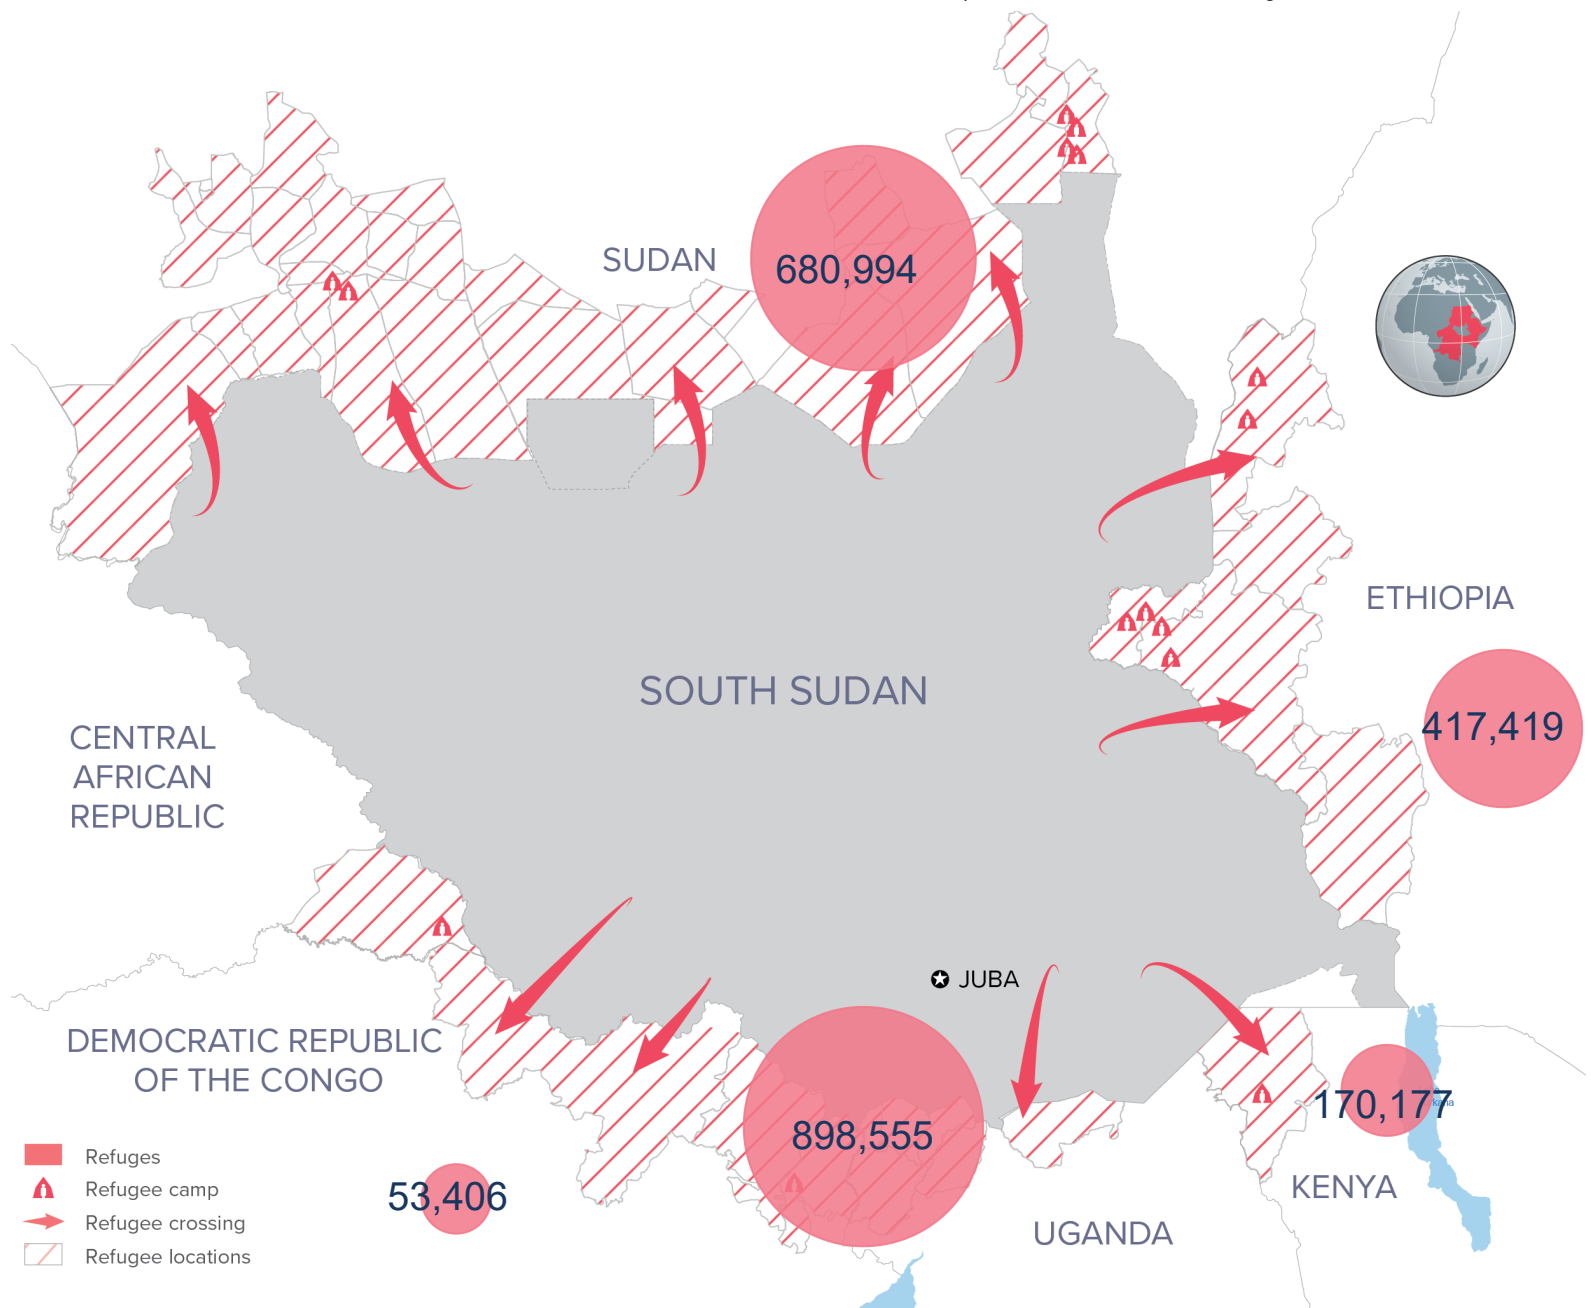 SUDAN
680,994
ETHIOPIA
SOUTH SUDAN
417,419
CENTRAL
AFRICAN
REPUBLIC
JUBA
DEMOCRATIC REPUBLIC
OF THE CONGO
170,177
898,555
53,406
KENYA
UGANDA
Refuges
Refugee camp
Refugee crossing
Refugee locations